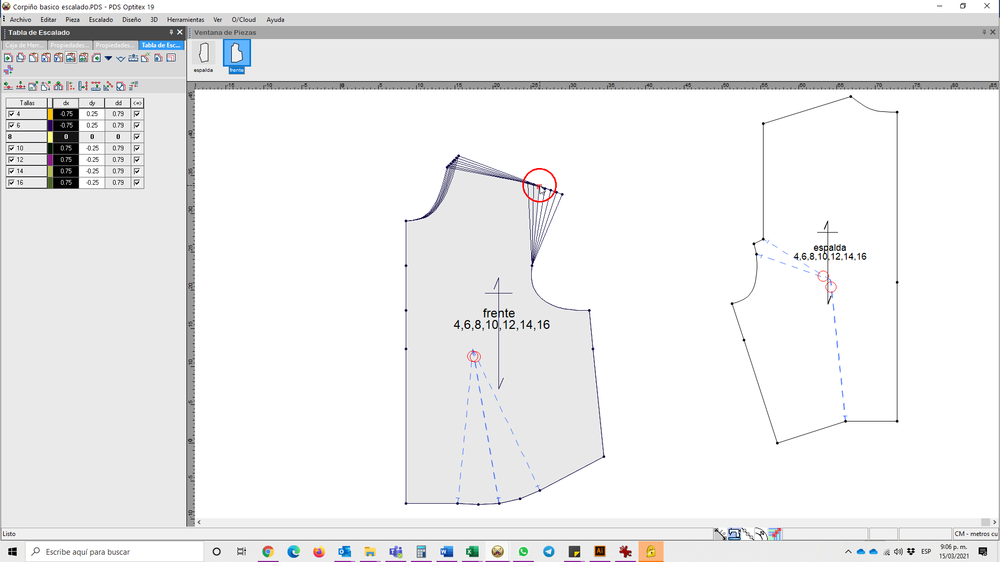 Corpiño basico escalado.PDS - PDS Optitex 19
Archivo Editar Pieza Escalado Diseño 3D Herramientas Ver O/Cloud Ayuda
Tabla de Escalado
Ventana de Piezas
Caja de Herr... Propiedades... Propiedades... Tabla de Esc...
espalda frente
Tallas dx dy dd <=>
4 -0.75 0.25 0.79
6 -0.75 0.25 0.79
8 0 0 0
10 0.75 -0.25 0.79
12 0.75 -0.25 0.79
14 0.75 -0.25 0.79
16 0.75 -0.25 0.79
-15 -10 -5 0 5 10 15 20 25 30 35 40 45 50 55 60 65 70 75 80 85
45
40
35
30
25
20
15
10
5
0
-5
-10
espalda
4,6,8,10,12,14,16
frente
4,6,8,10,12,14,16
Listo
CM - metros cu
Escribe aquí para buscar
ESP
9:06 p. m.
15/03/2021